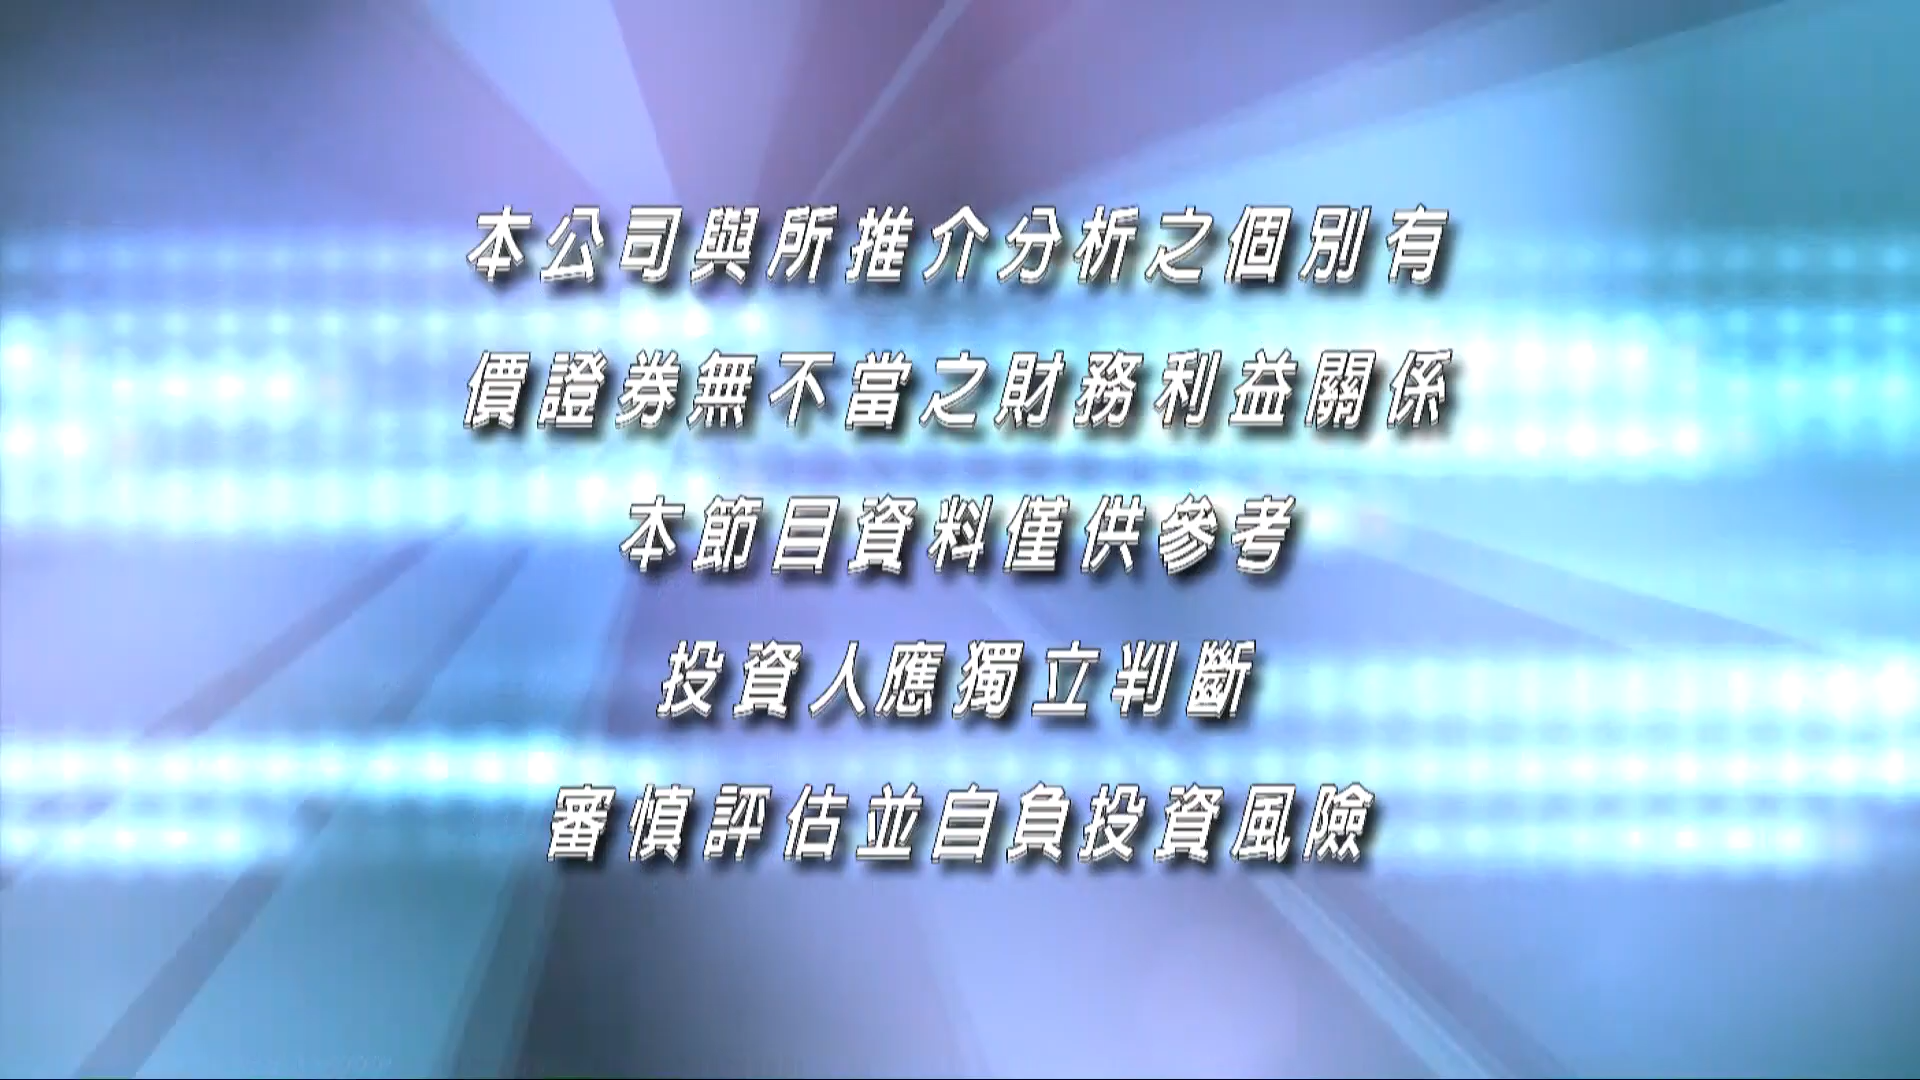 本公司與所推介分析之個別有
價證券無不當之財務利益關係
本節目資料僅供參考
投資人應獨立判斷
審慎評估並自負投資風險